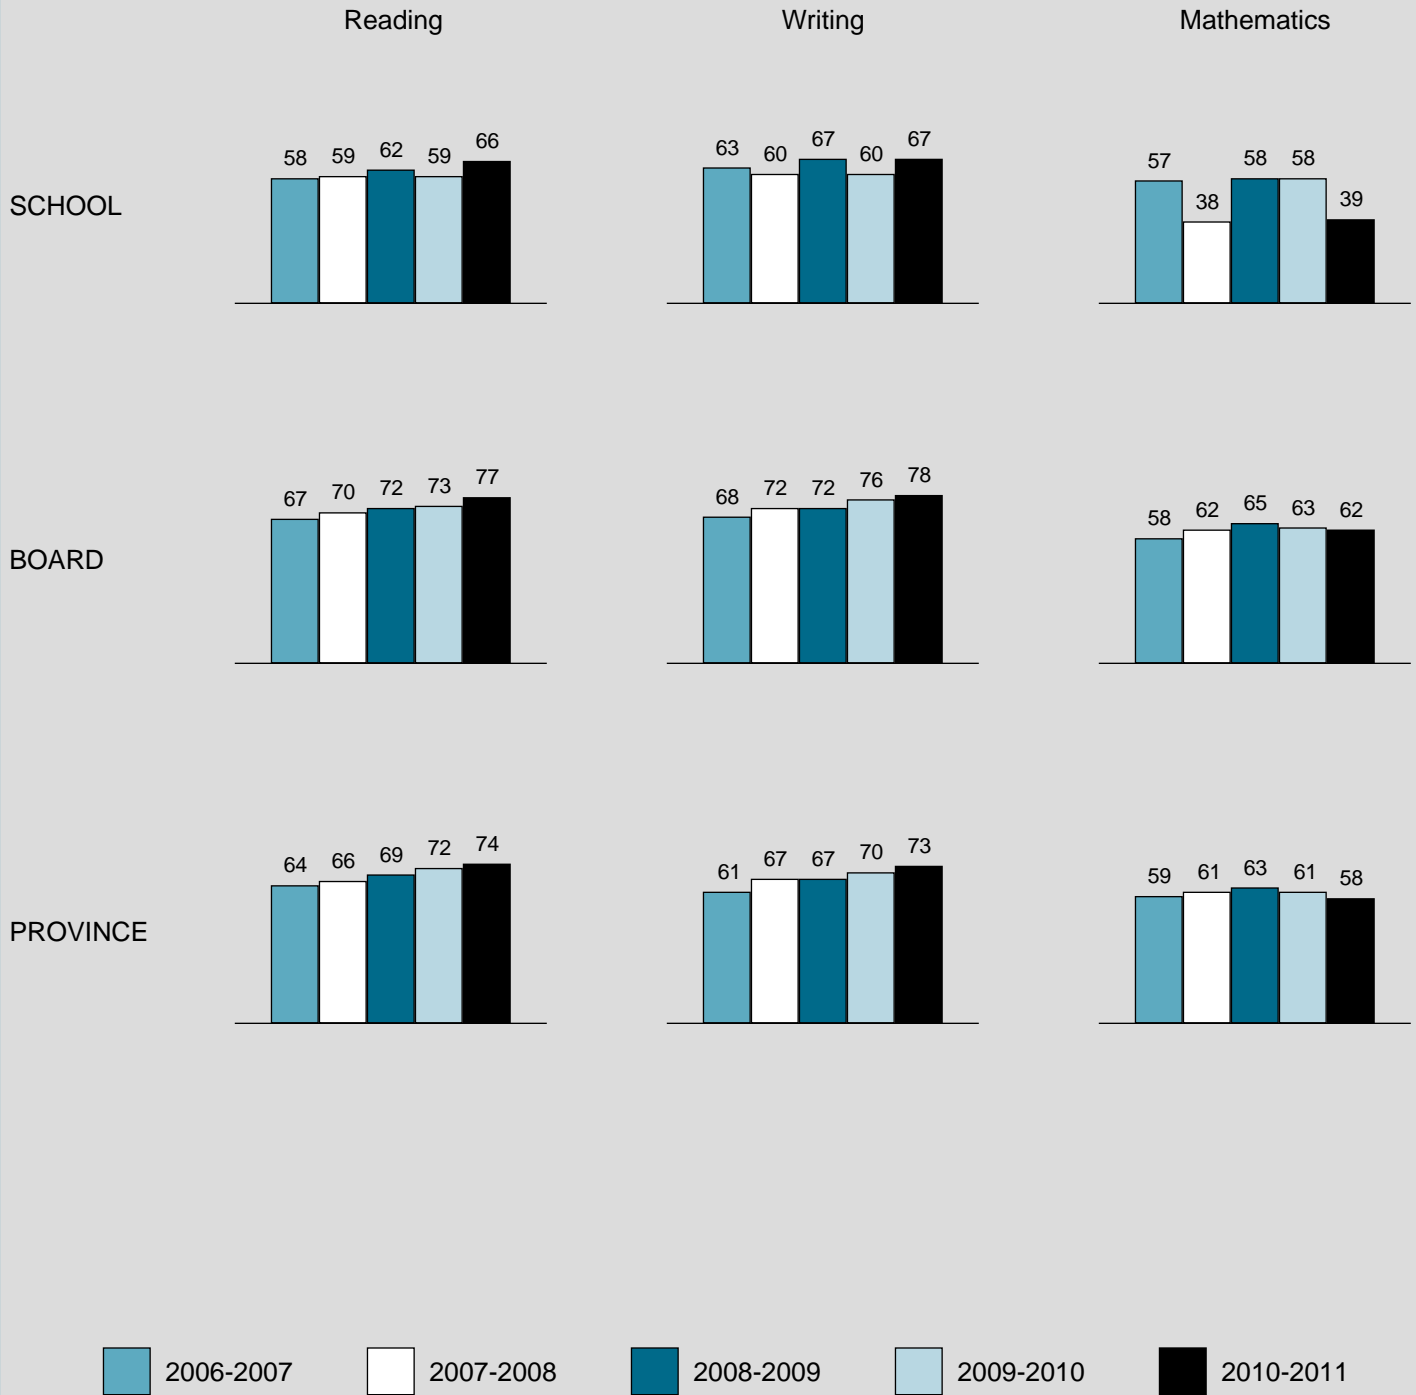 Reading Writing Mathematics
SCHOOL
58 59 62 59 66
63 60 67 60 67
57 38 58 58 39
BOARD
67 70 72 73 77
68 72 72 76 78
58 62 65 63 62
PROVINCE
64 66 69 72 74
61 67 67 70 73
59 61 63 61 58
2006-2007 2007-2008 2008-2009 2009-2010 2010-2011